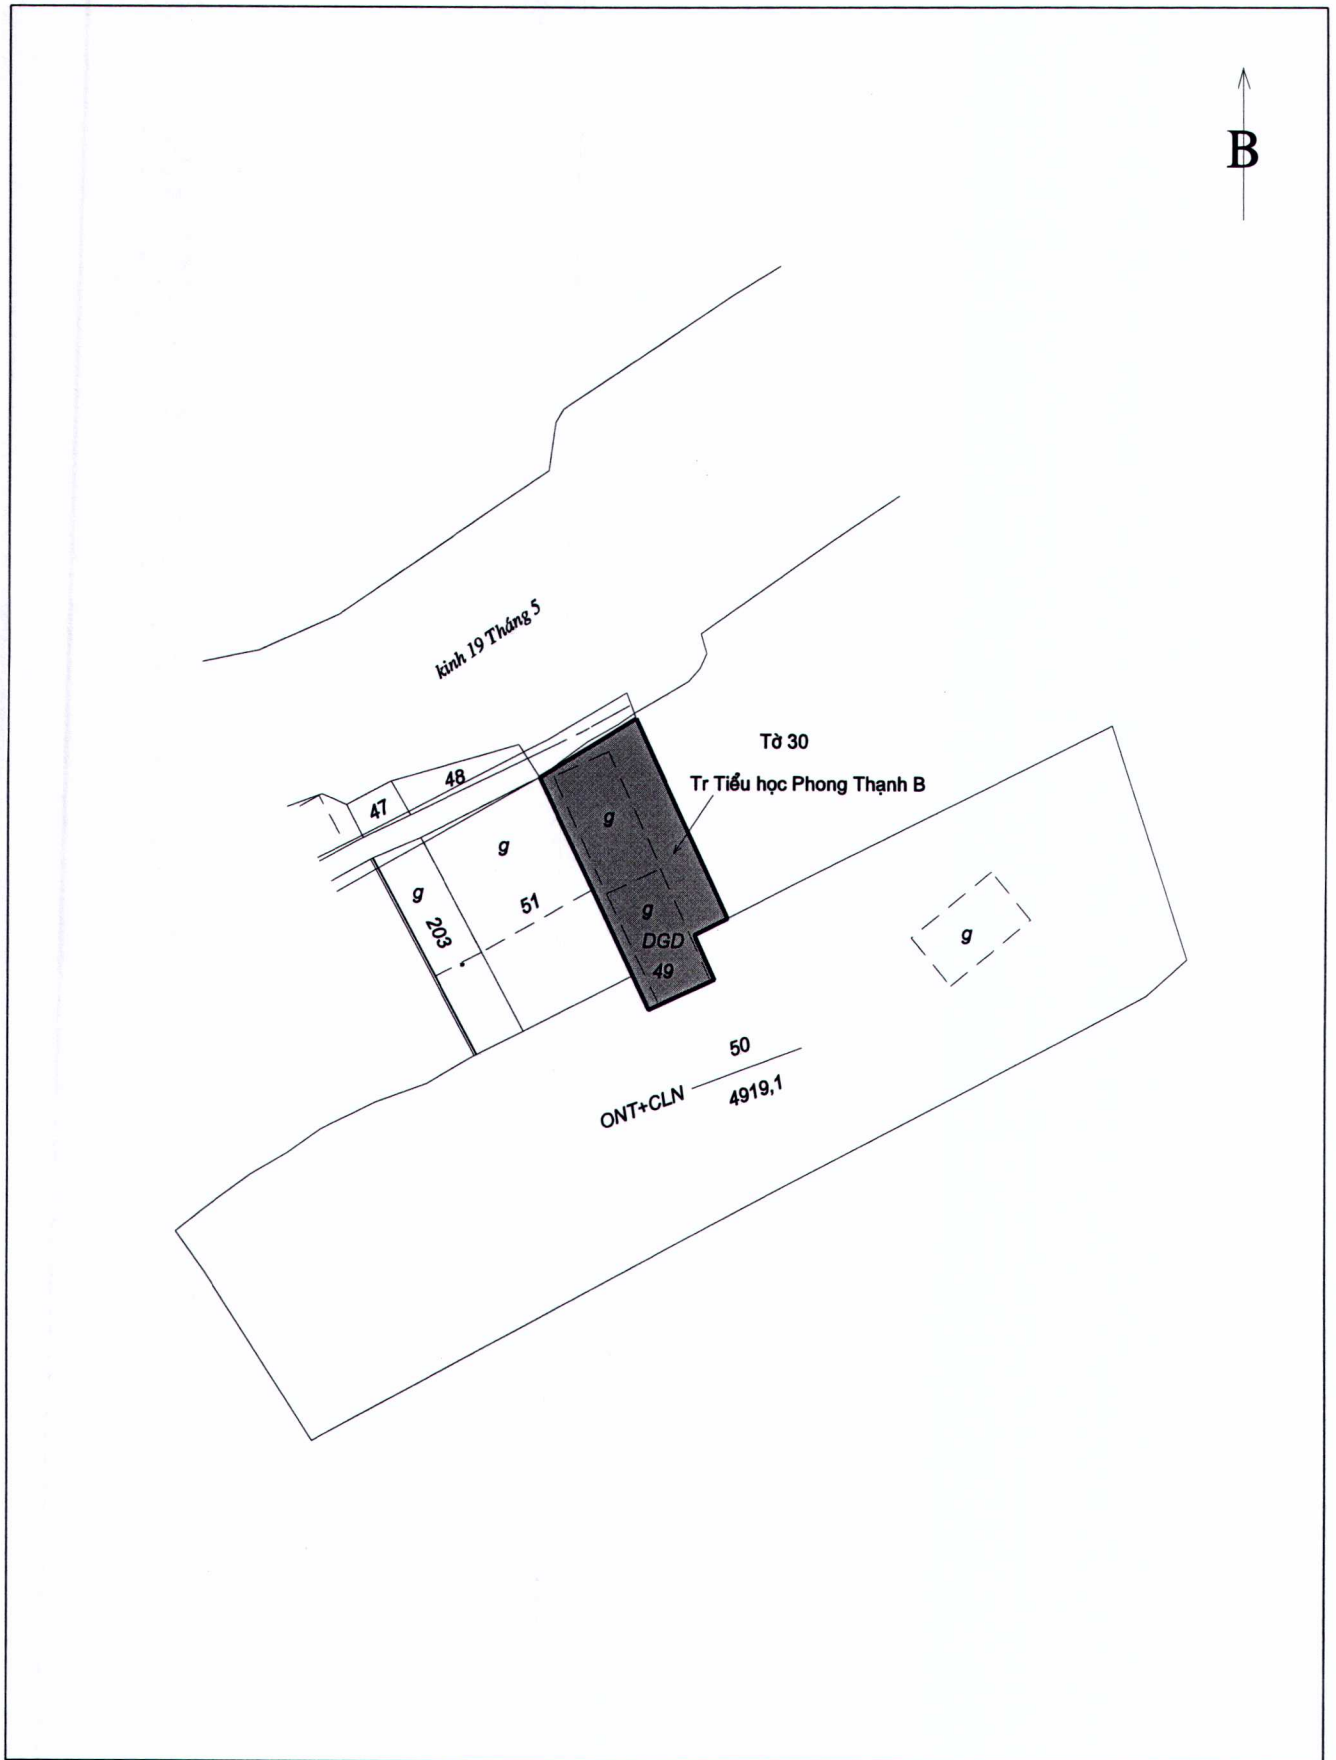 B
kinh 19 Tháng 5
Tờ 30
Tr Tiểu học Phong Thạnh B
48
47
g
g
g
51
203
g
DGD
49
g
50
ONT+CLN
4919,1